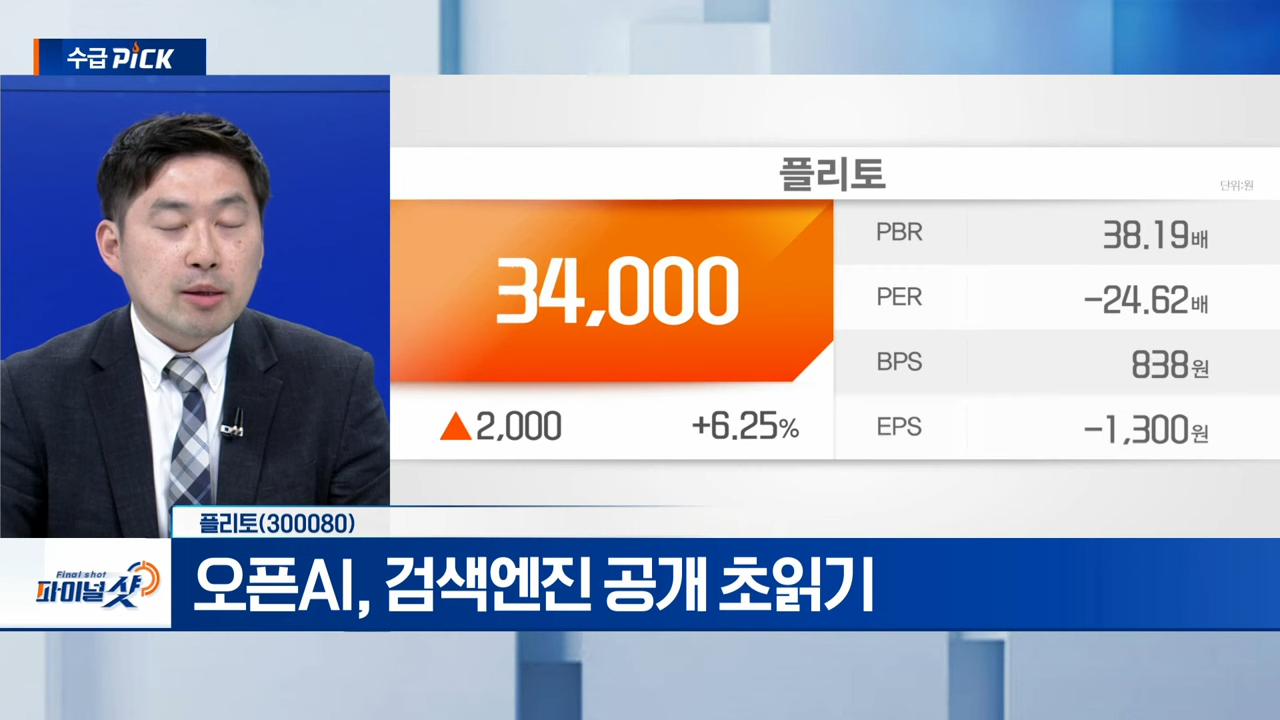 수급 PiCK
플리토
단위:원
34,000
▲2,000 +6.25%
PBR 38.19배
PER -24.62배
BPS 838원
EPS -1,300원
플리토(300080)
Final shot
파이널샷
오픈AI, 검색엔진 공개 초읽기